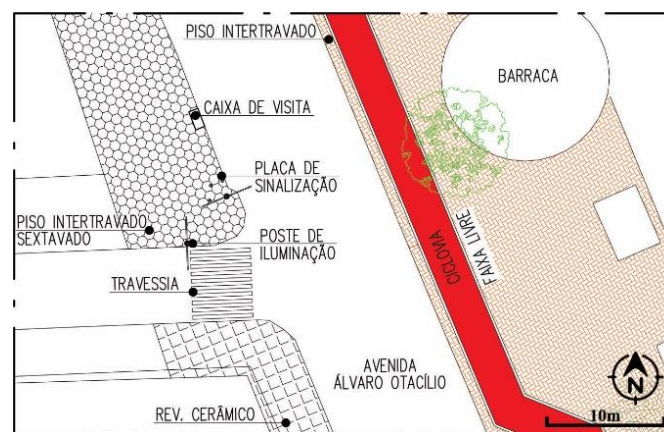 PISO INTERTRAVADO
BARRACA
CAIXA DE VISITA
PLACA DE
SINALIZAÇÃO
PISO INTERTRAVADO
SEXTAVADO
POSTE DE
ILUMINAÇÃO
CICLOVIA
FAIXA LIVRE
TRAVESSIA
AVENIDA
ÁLVARO OTACÍLIO
N
REV. CERÂMICO
10m